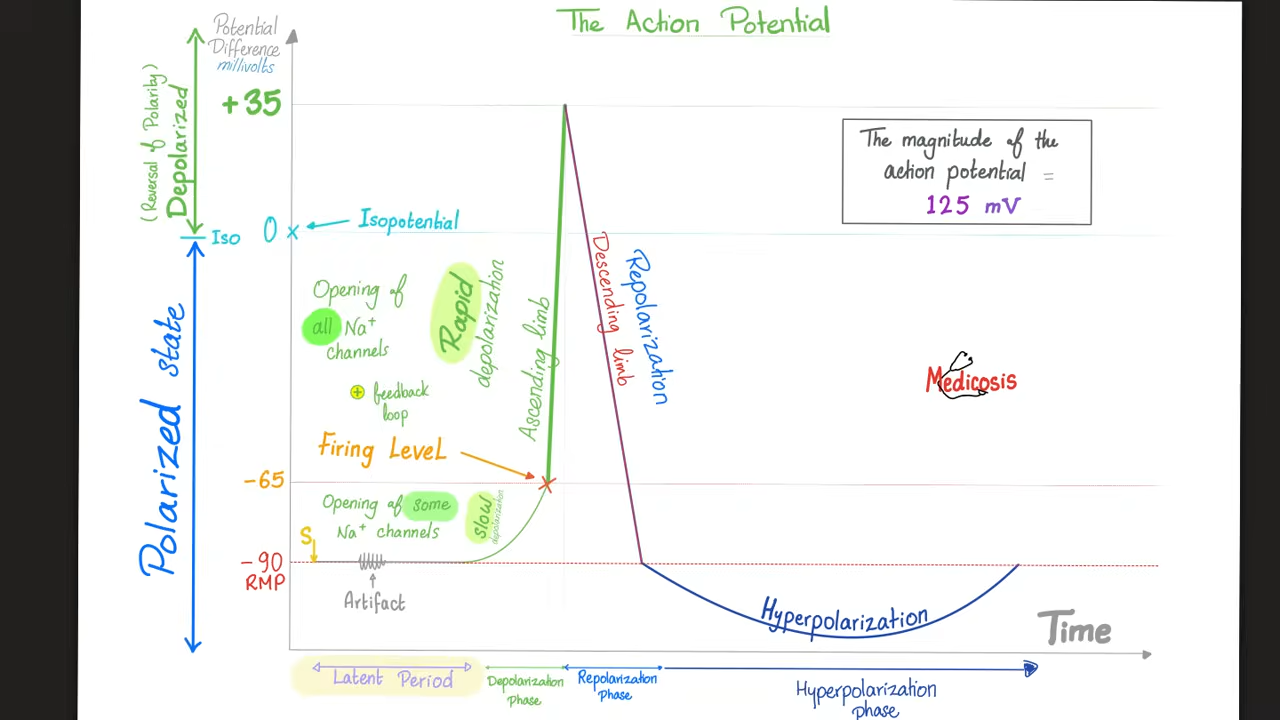 The Action Potential
Potential
Difference
millivolts
(Reversal of Polarity)
Depolarized
+35
The magnitude of the
action potential =
125 mV
Iso
0 x
Isopotential
Polarized state
Opening of
all Na⁺
channels
Rapid
depolarization
+ feedback
loop
Ascending limb
Descending limb
Repolarization
Medicosis
Firing Level
-65
Opening of some
Na⁺ channels
slow
depolarization
S
-90
RMP
Artifact
Hyperpolarization
Time
Latent Period
Depolarization
phase
Repolarization
phase
Hyperpolarization
phase